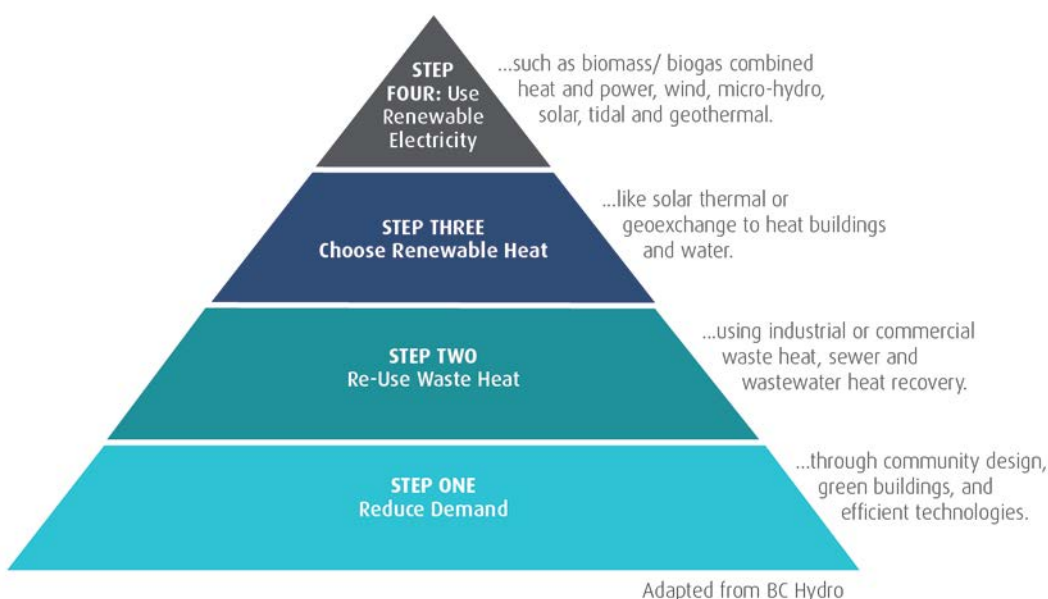 STEP
FOUR: Use
Renewable
Electricity
...such as biomass/ biogas combined
heat and power, wind, micro-hydro,
solar, tidal and geothermal.
STEP THREE
Choose Renewable Heat
...like solar thermal or
geoexchange to heat buildings
and water.
STEP TWO
Re-Use Waste Heat
...using industrial or commercial
waste heat, sewer and
wastewater heat recovery.
STEP ONE
Reduce Demand
...through community design,
green buildings, and
efficient technologies.
Adapted from BC Hydro